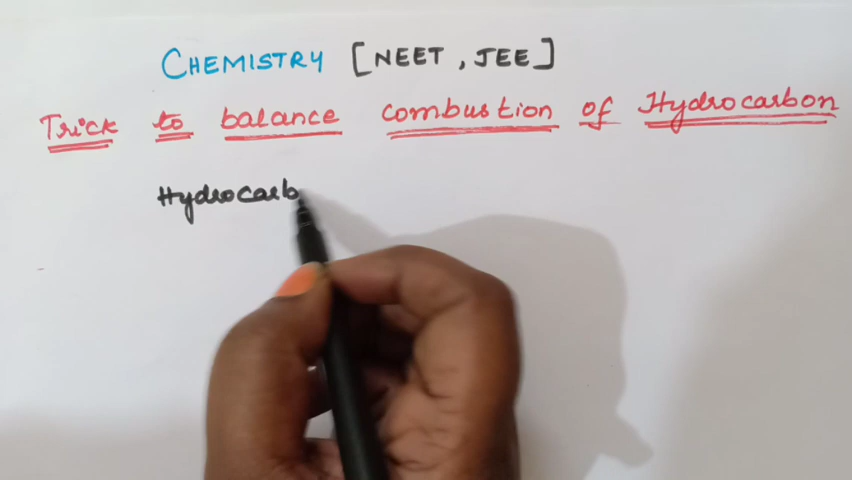 CHEMISTRY [NEET, JEE]
Trick to balance combustion of Hydrocarbon
Hydrocarb